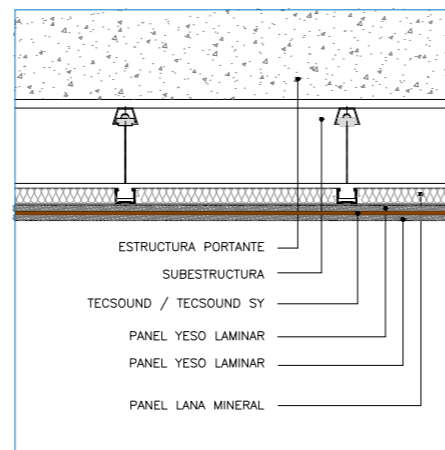 ESTRUCTURA PORTANTE
SUBESTRUCTURA
TECSOUND / TECSOUND SY
PANEL YESO LAMINAR
PANEL YESO LAMINAR
PANEL LANA MINERAL